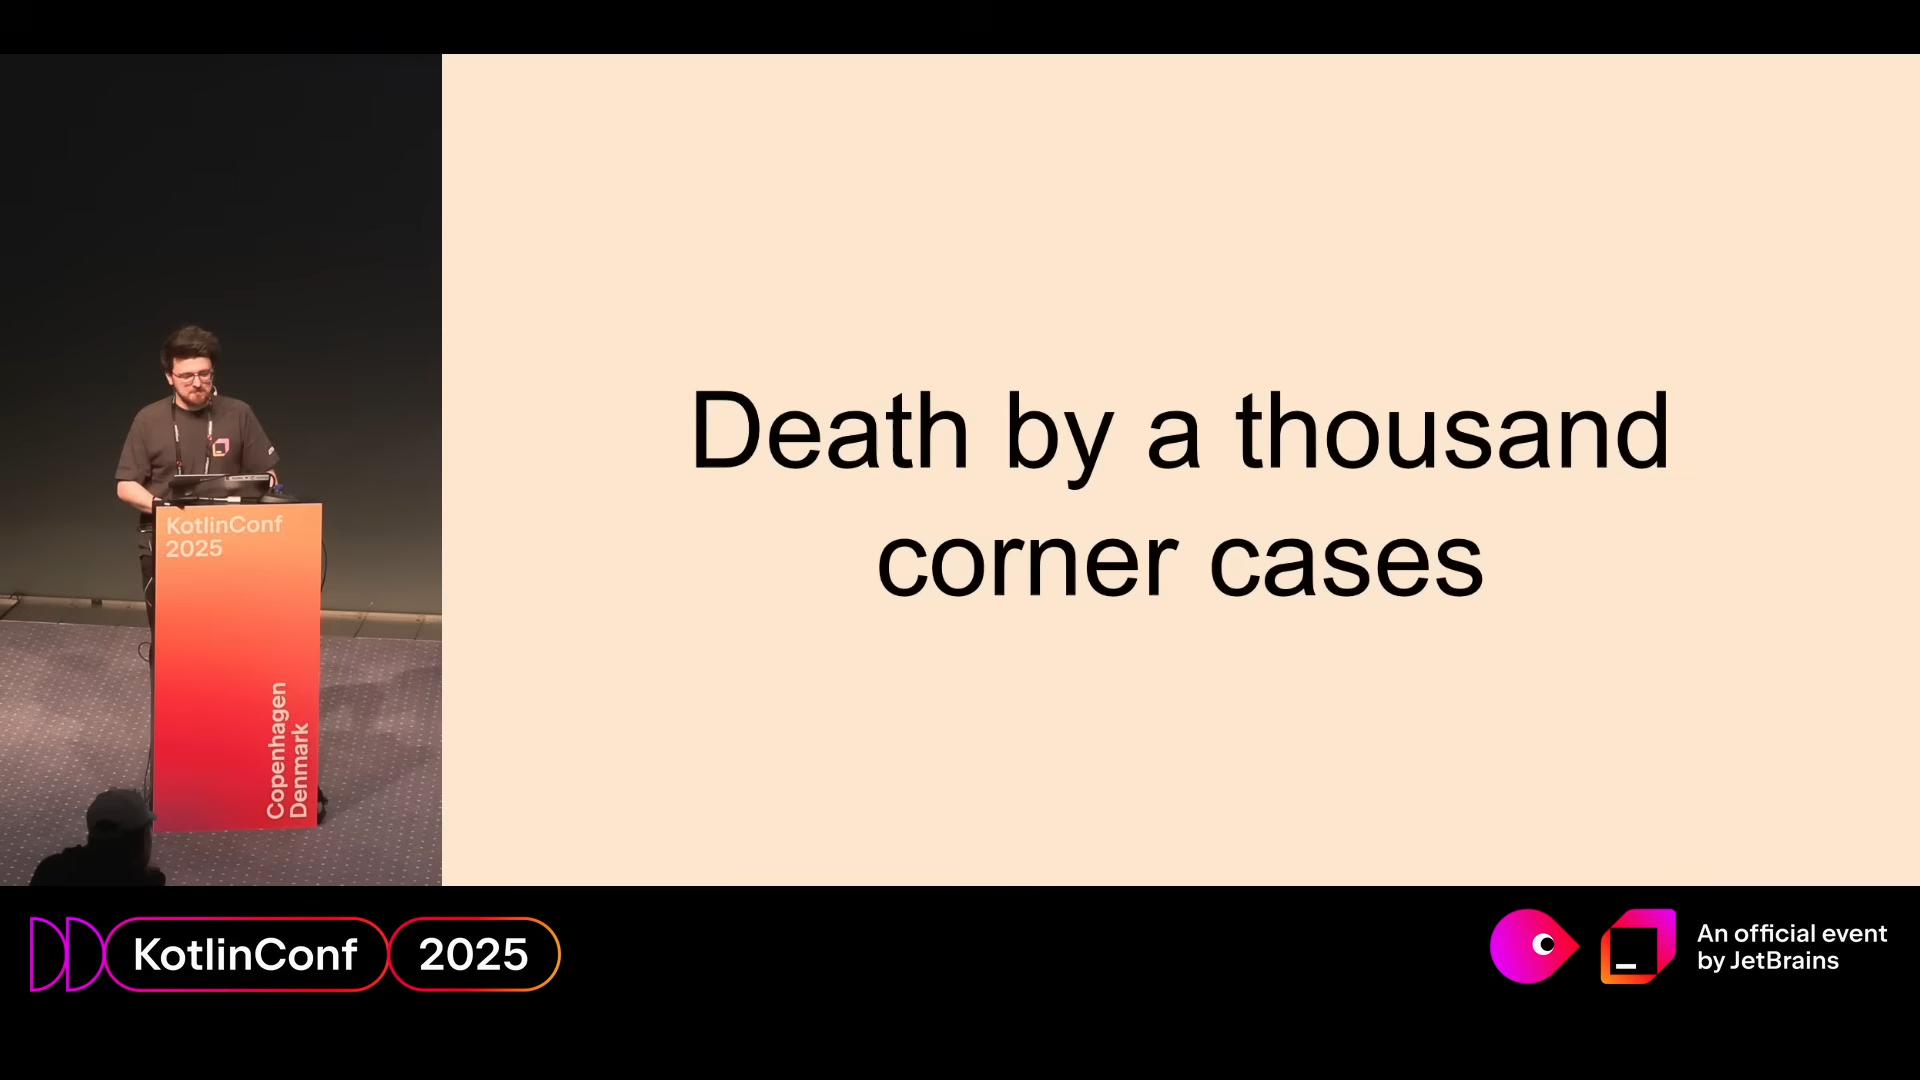 Death by a thousand
corner cases
KotlinConf
2025
Copenhagen
Denmark
KotlinConf
2025
An official event
by JetBrains